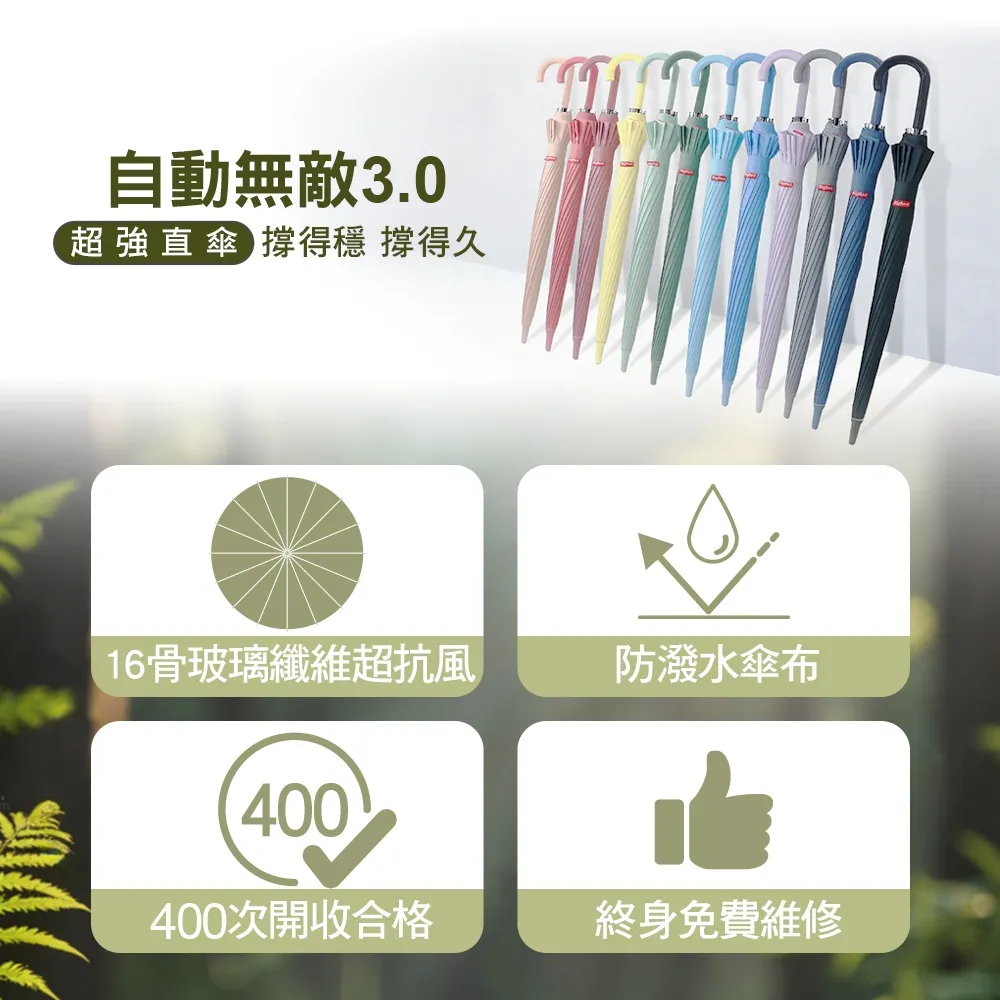 自動無敵3.0
超強直傘 撐得穩 撐得久
16骨玻璃纖維超抗風
防潑水傘布
400
400次開收合格
終身免費維修